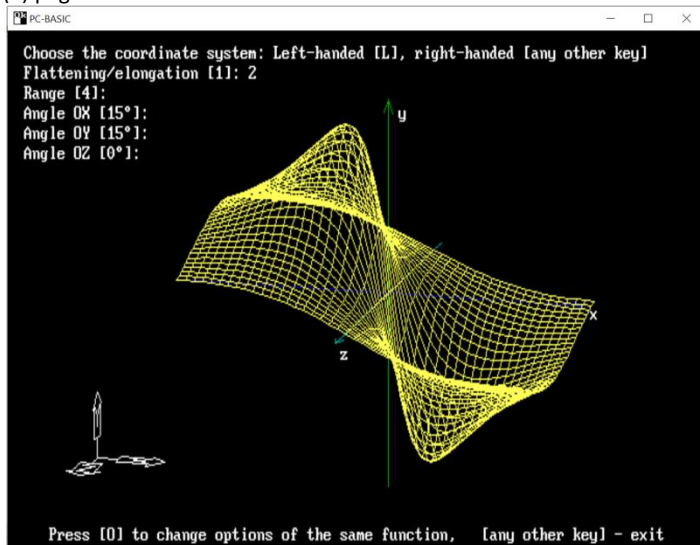 PC-BASIC
Choose the coordinate system: Left-handed [L], right-handed [any other key]
Flattening/elongation [1]: 2
Range [4]:
Angle OX [15°]:
Angle OY [15°]:
Angle OZ [0°]:
y
x
z
Press [O] to change options of the same function, [any other key] - exit